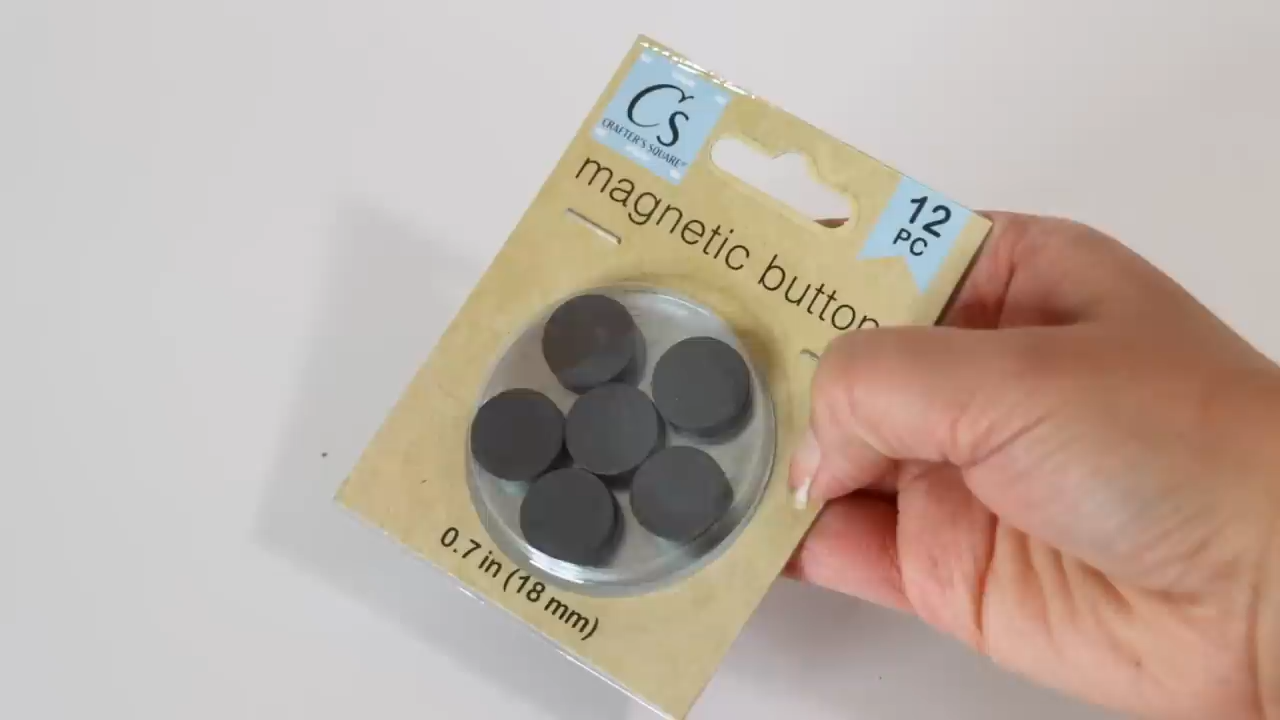 Cs
CRAFTER'S SQUARE
magnetic button
12
PC
0.7 in (18 mm)